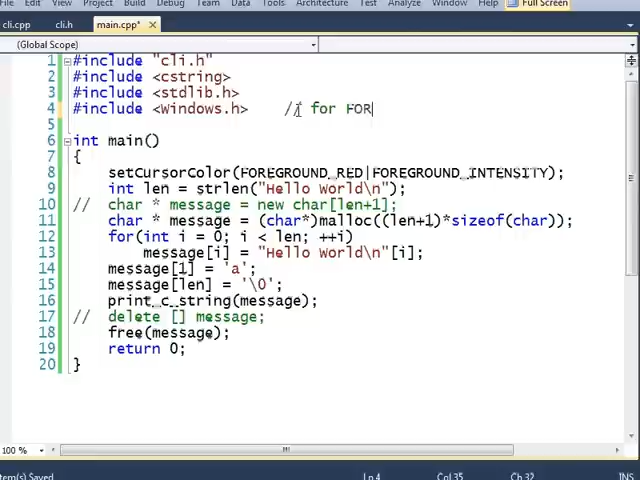 File Edit View Project Build Debug Team Data Tools Architecture Test Analyze Window Help Full Screen
cli.cpp cli.h main.cpp* ×
(Global Scope)
1 #include "cli.h"
2 #include <cstring>
3 #include <stdlib.h>
4 #include <windows.h> // for FOR
5
6 int main()
7 {
8 setCursorColor(FOREGROUND_RED|FOREGROUND_INTENSITY);
9 int len = strlen("Hello World\n");
10 // char * message = new char[len+1];
11 char * message = (char*)malloc((len+1)*sizeof(char));
12 for(int i = 0; i < len; ++i)
13 message[i] = "Hello World\n"[i];
14 message[1] = 'a';
15 message[len] = '\0';
16 print_c_string(message);
17 // delete [] message;
18 free(message);
19 return 0;
20 }
100 %
tem(s) Saved Ln 4 Col 35 Ch 32 INS